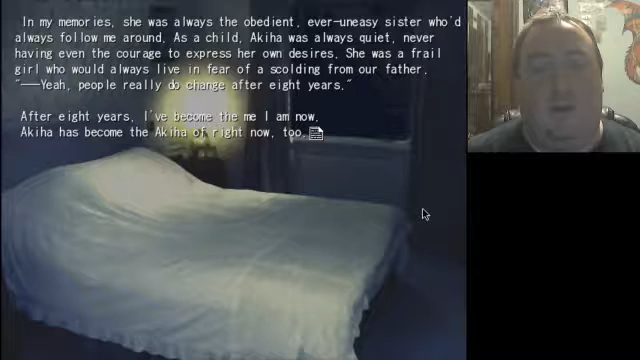 In my memories, she was always the obedient, ever-uneasy sister who'd
always follow me around. As a child, Akiha was always quiet, never
having even the courage to express her own desires. She was a frail
girl who would always live in fear of a scolding from our father.
"——Yeah, people really do change after eight years."
After eight years, I've become the me I am now.
Akiha has become the Akiha of right now, too.